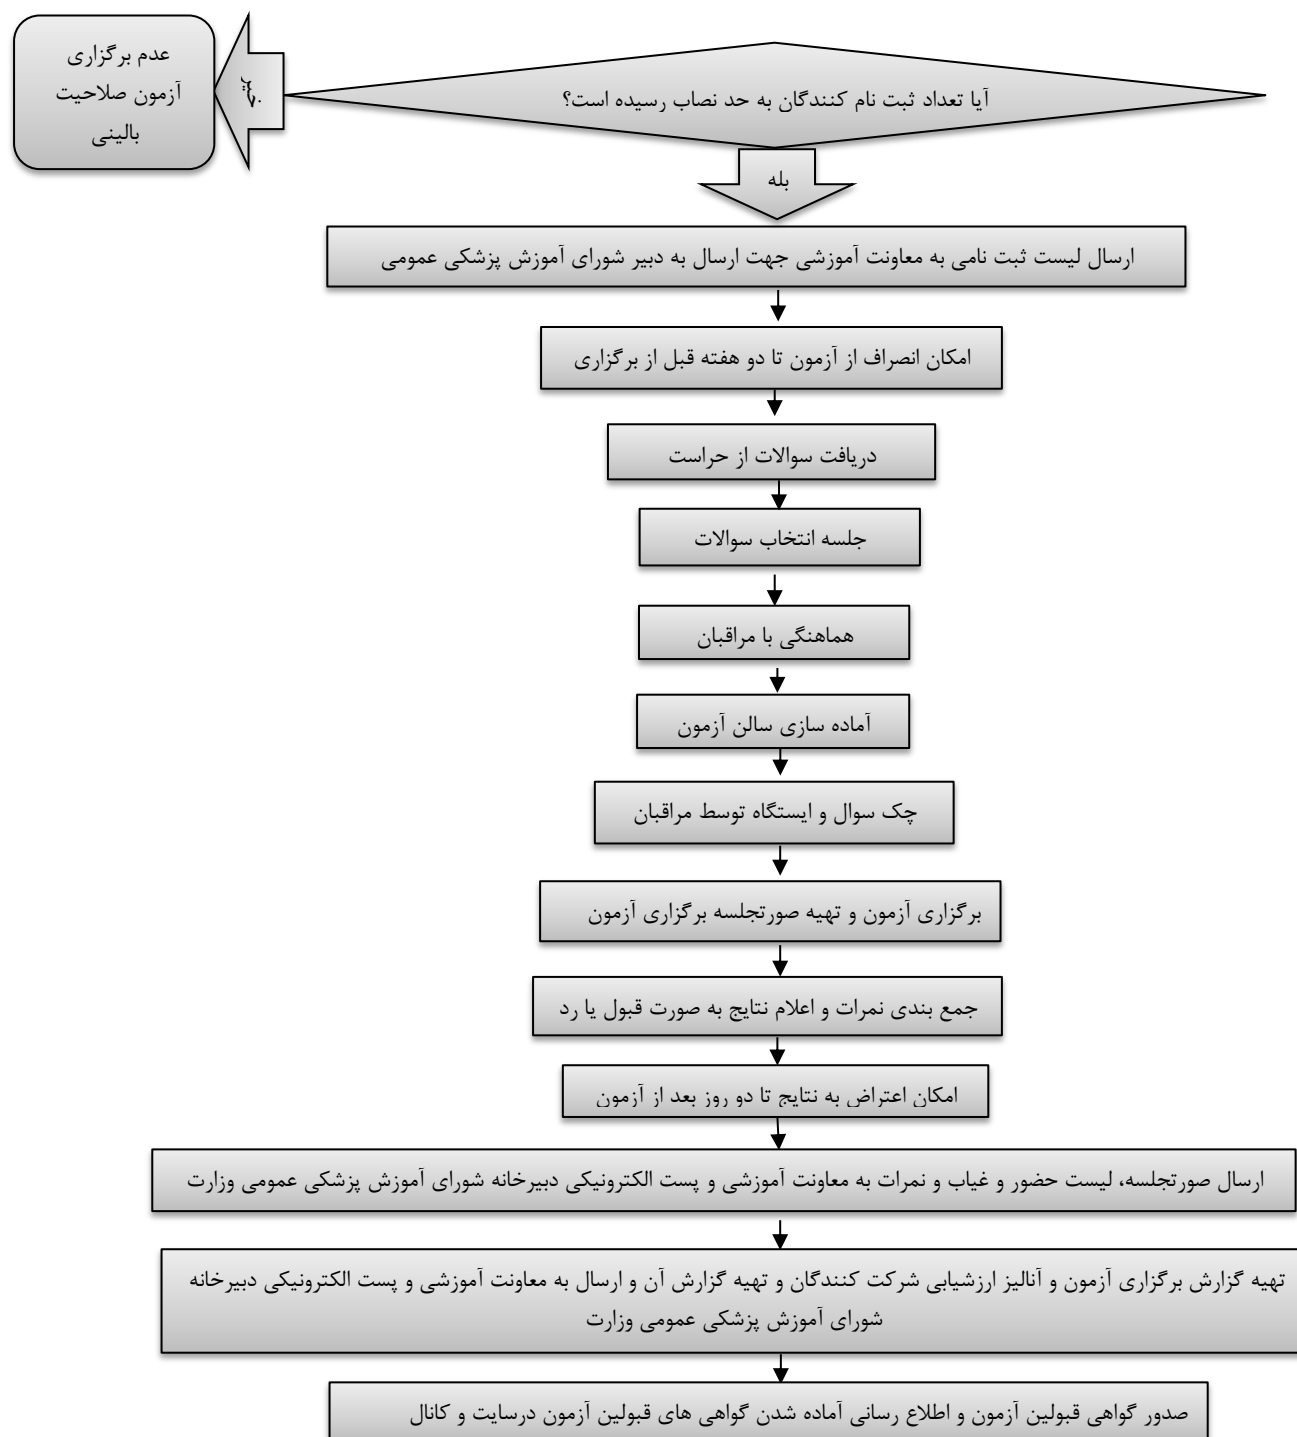 آیا تعداد ثبت نام کنندگان به حد نصاب رسیده است؟
خیر
عدم برگزاری
آزمون صلاحیت
بالینی
بله
ارسال لیست ثبت نامی به معاونت آموزشی جهت ارسال به دبیر شورای آموزش پزشکی عمومی
امکان انصراف از آزمون تا دو هفته قبل از برگزاری
دریافت سوالات از حراست
جلسه انتخاب سوالات
هماهنگی با مراقبان
آماده سازی سالن آزمون
چک سوال و ایستگاه توسط مراقبان
برگزاری آزمون و تهیه صورتجلسه برگزاری آزمون
جمع بندی نمرات و اعلام نتایج به صورت قبول یا رد
امکان اعتراض به نتایج تا دو روز بعد از آزمون
ارسال صورتجلسه، لیست حضور و غیاب و نمرات به معاونت آموزشی و پست الکترونیکی دبیرخانه شورای آموزش پزشکی عمومی وزارت
تهیه گزارش برگزاری آزمون و آنالیز ارزشیابی شرکت کنندگان و تهیه گزارش آن و ارسال به معاونت آموزشی و پست الکترونیکی دبیرخانه
شورای آموزش پزشکی عمومی وزارت
صدور گواهی قبولین آزمون و اطلاع رسانی آماده شدن گواهی های قبولین آزمون درسایت و کانال